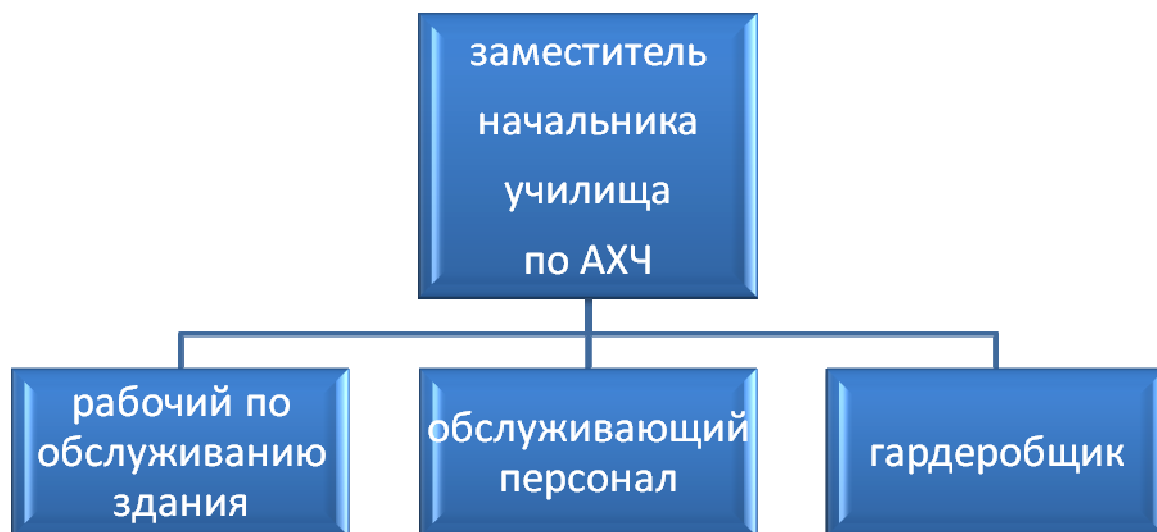 заместитель
начальника
училища
по АХЧ
рабочий по
обслуживанию
здания
обслуживающий
персонал
гардеробщик